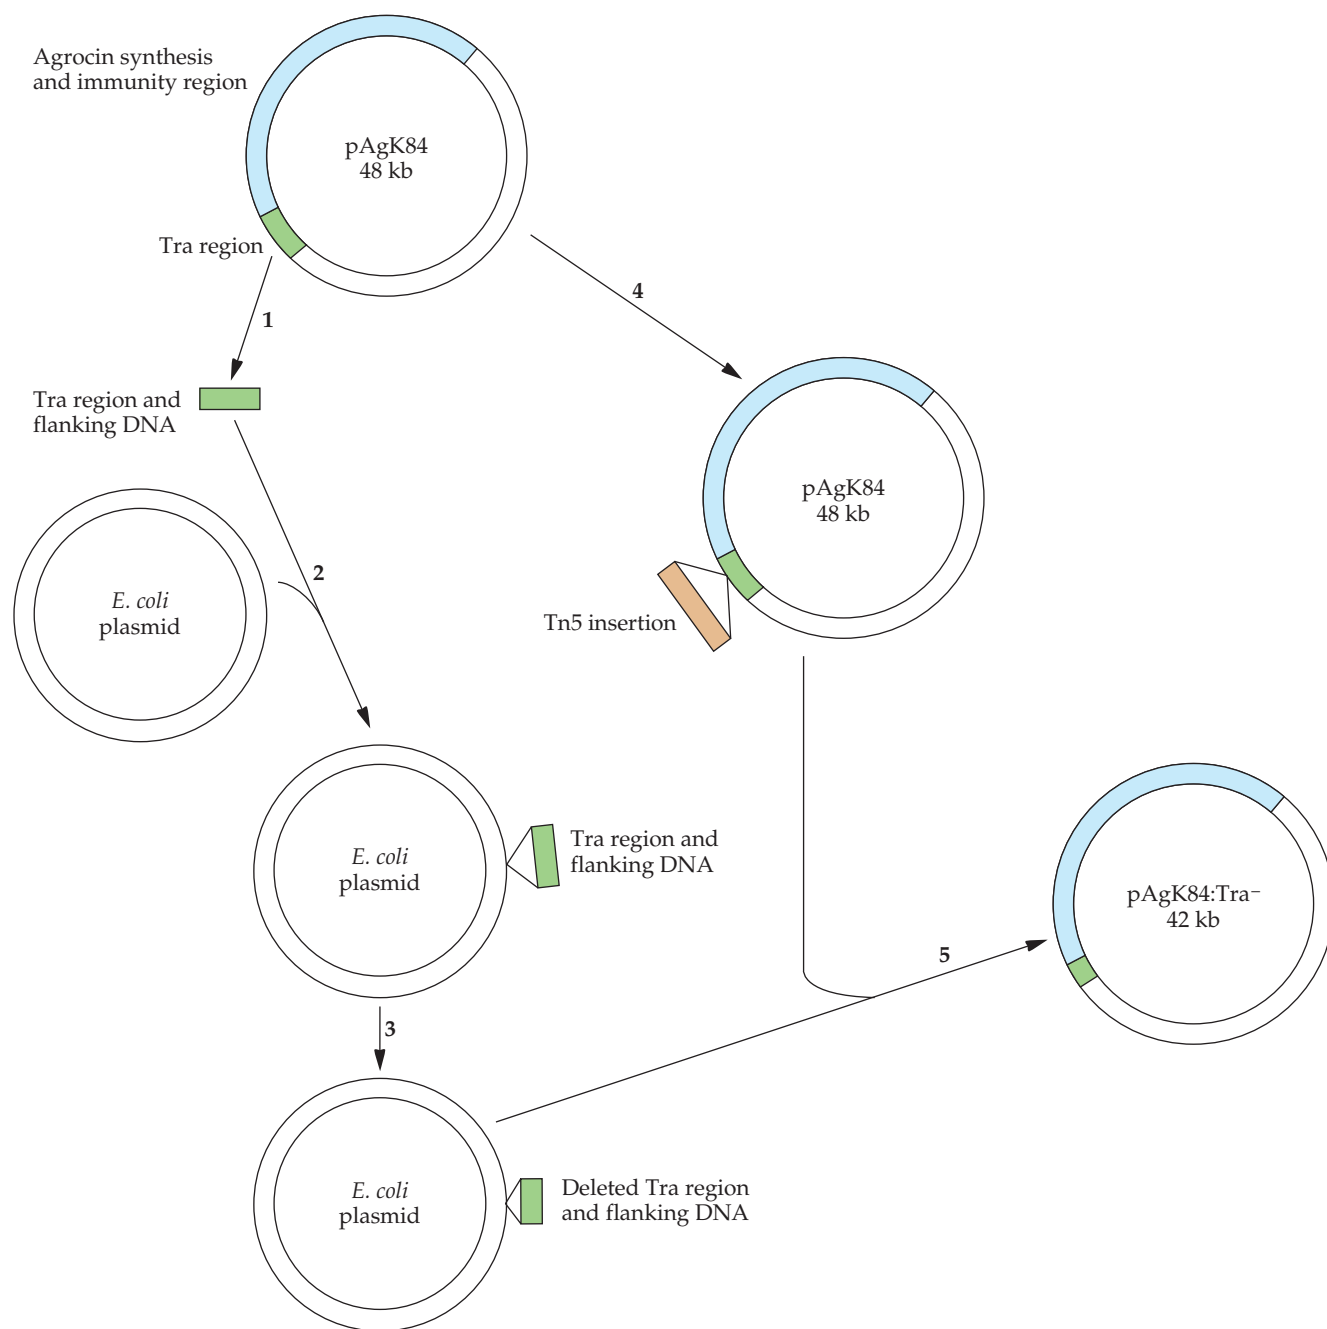 Agrocin synthesis
and immunity region
pAgK84
48 kb
Tra region
1
4
Tra region and
flanking DNA
pAgK84
48 kb
2
Tn5 insertion
E. coli
plasmid
E. coli
plasmid
Tra region and
flanking DNA
pAgK84:Tra⁻
42 kb
5
3
E. coli
plasmid
Deleted Tra region
and flanking DNA